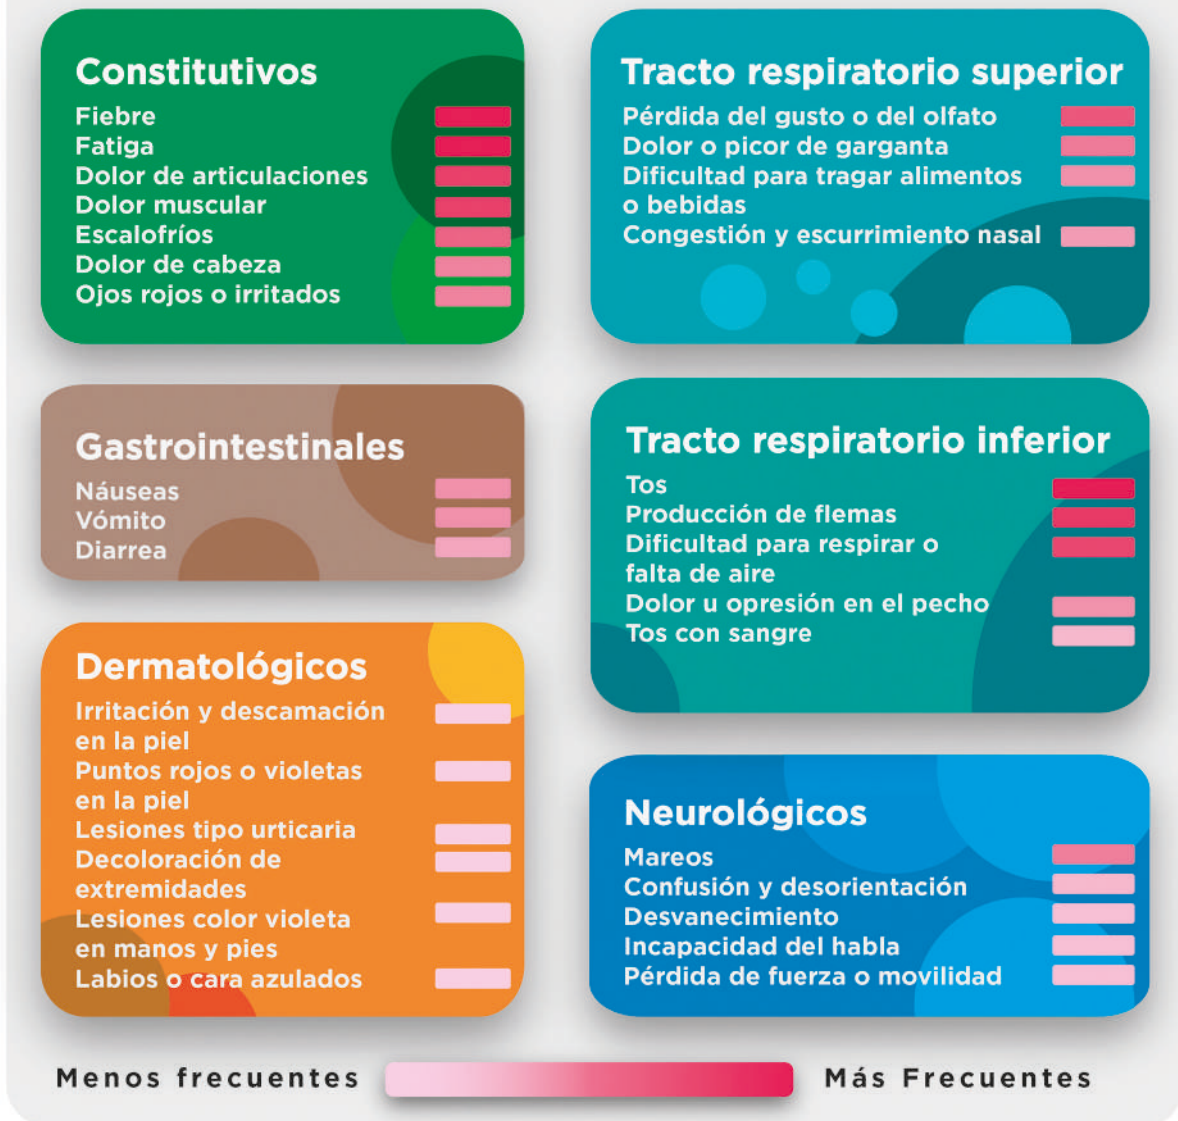 Constitutivos
Fiebre
Fatiga
Dolor de articulaciones
Dolor muscular
Escalofríos
Dolor de cabeza
Ojos rojos o irritados
Tracto respiratorio superior
Pérdida del gusto o del olfato
Dolor o picor de garganta
Dificultad para tragar alimentos
o bebidas
Congestión y escurrimiento nasal
Gastrointestinales
Náuseas
Vómito
Diarrea
Tracto respiratorio inferior
Tos
Producción de flemas
Dificultad para respirar o
falta de aire
Dolor u opresión en el pecho
Tos con sangre
Dermatológicos
Irritación y descamación
en la piel
Puntos rojos o violetas
en la piel
Lesiones tipo urticaria
Decoloración de
extremidades
Lesiones color violeta
en manos y pies
Labios o cara azulados
Neurológicos
Mareos
Confusión y desorientación
Desvanecimiento
Incapacidad del habla
Pérdida de fuerza o movilidad
Menos frecuentes
Más Frecuentes